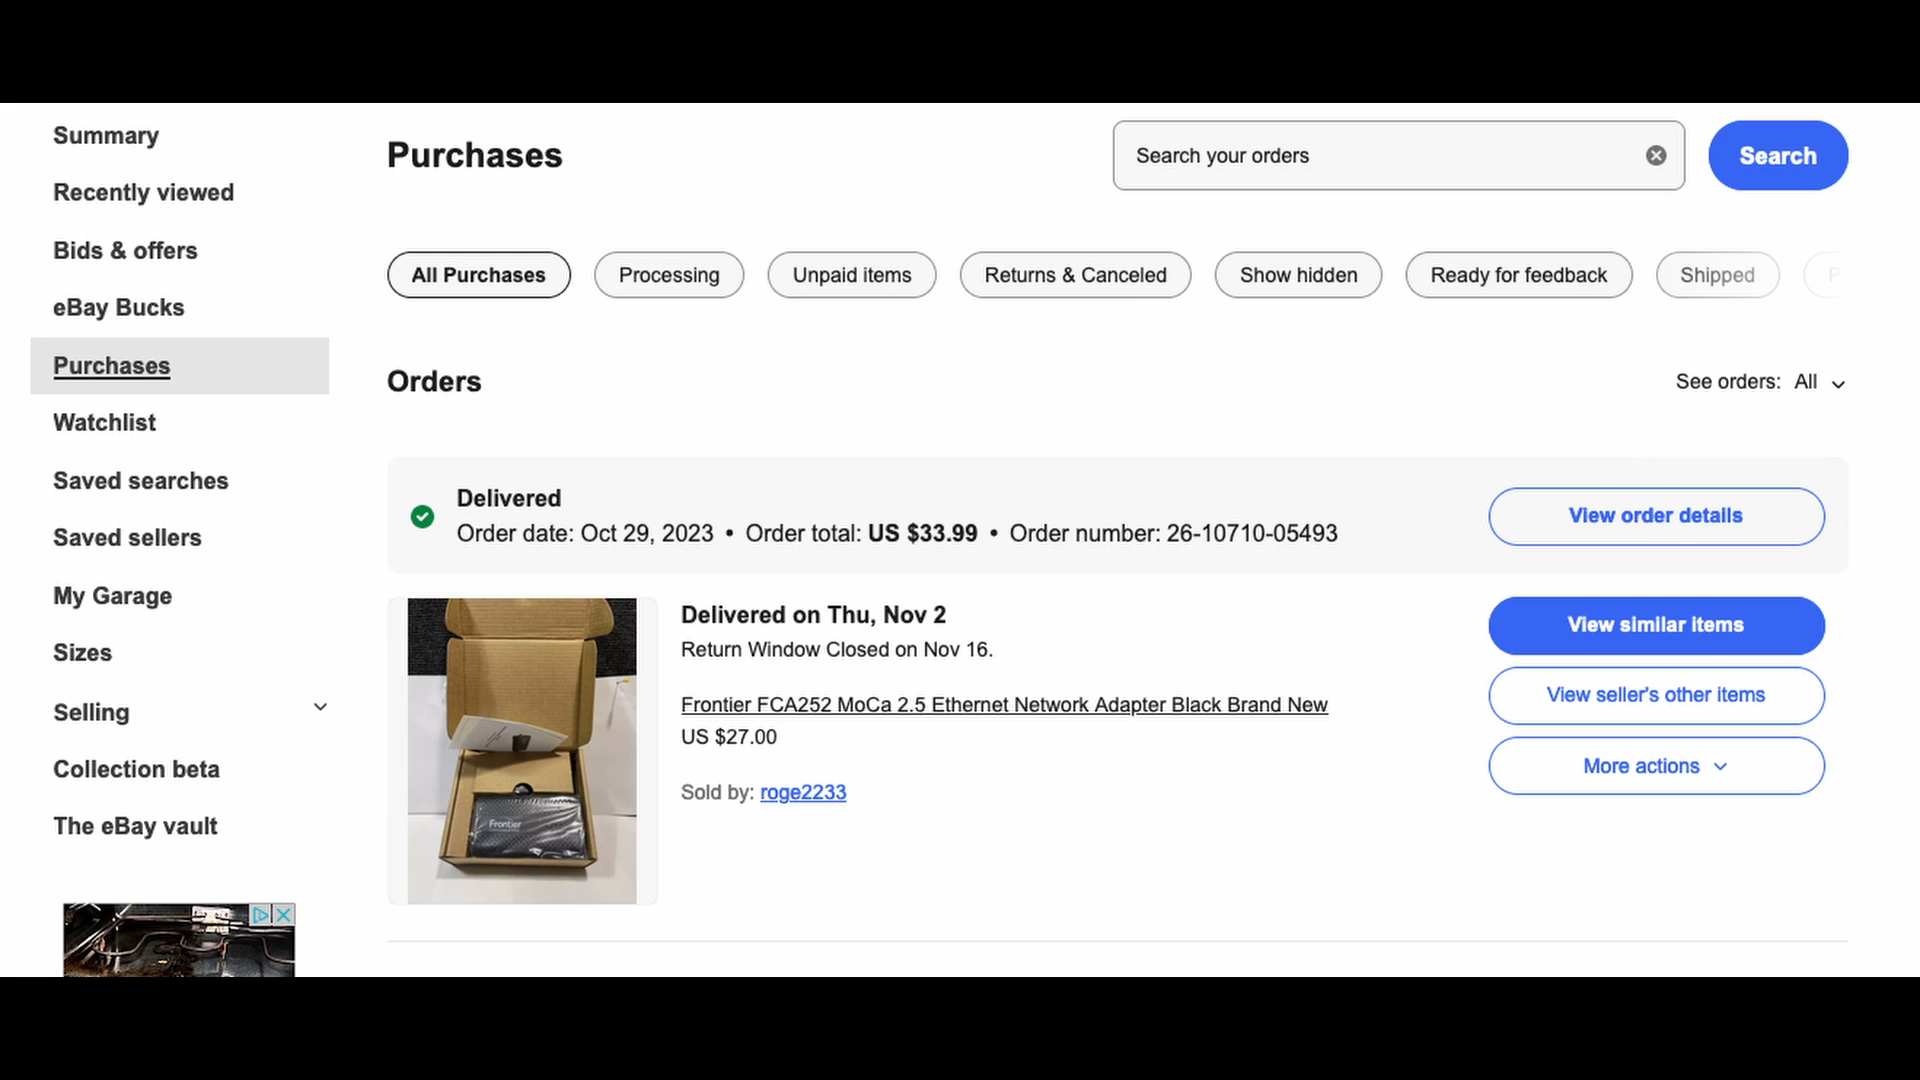 Summary
Recently viewed
Bids & offers
eBay Bucks
Purchases
Watchlist
Saved searches
Saved sellers
My Garage
Sizes
Selling
Collection beta
The eBay vault
Purchases
Search your orders
Search
All Purchases
Processing
Unpaid items
Returns & Canceled
Show hidden
Ready for feedback
Shipped
Orders
See orders: All
Delivered
Order date: Oct 29, 2023 • Order total: US $33.99 • Order number: 26-10710-05493
View order details
Frontier
Delivered on Thu, Nov 2
Return Window Closed on Nov 16.
Frontier FCA252 MoCa 2.5 Ethernet Network Adapter Black Brand New
US $27.00
Sold by: roge2233
View similar items
View seller's other items
More actions